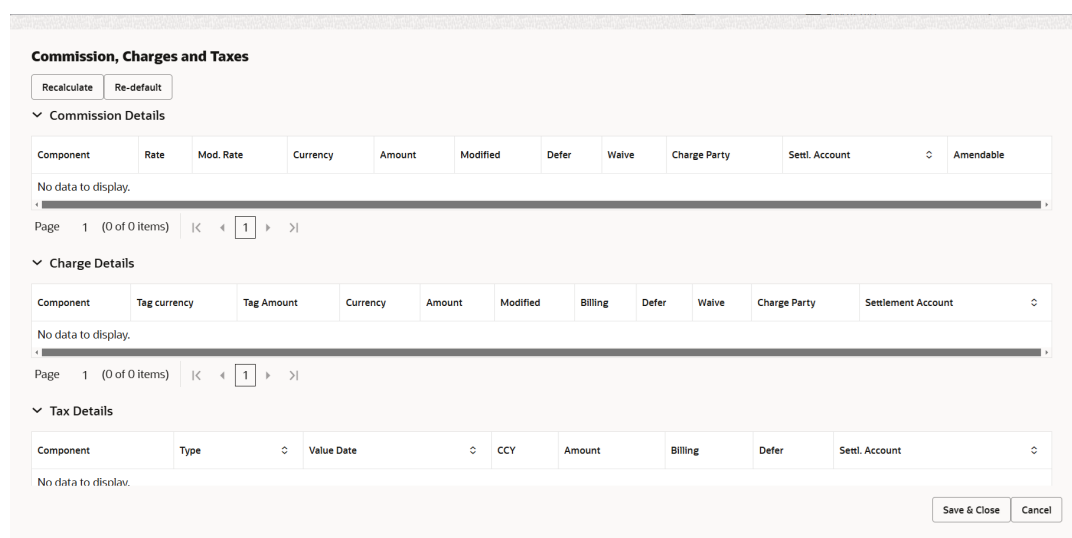 Commission, Charges and Taxes
Recalculate Re-default
Commission Details
Component Rate Mod. Rate Currency Amount Modified Defer Waive Charge Party Settl. Account Amendable
No data to display.
Page 1 (0 of 0 items) 1
Charge Details
Component Tag currency Tag Amount Currency Amount Modified Billing Defer Waive Charge Party Settlement Account
No data to display.
Page 1 (0 of 0 items) 1
Tax Details
Component Type Value Date CCY Amount Billing Defer Settl. Account
No data to display.
Save & Close Cancel